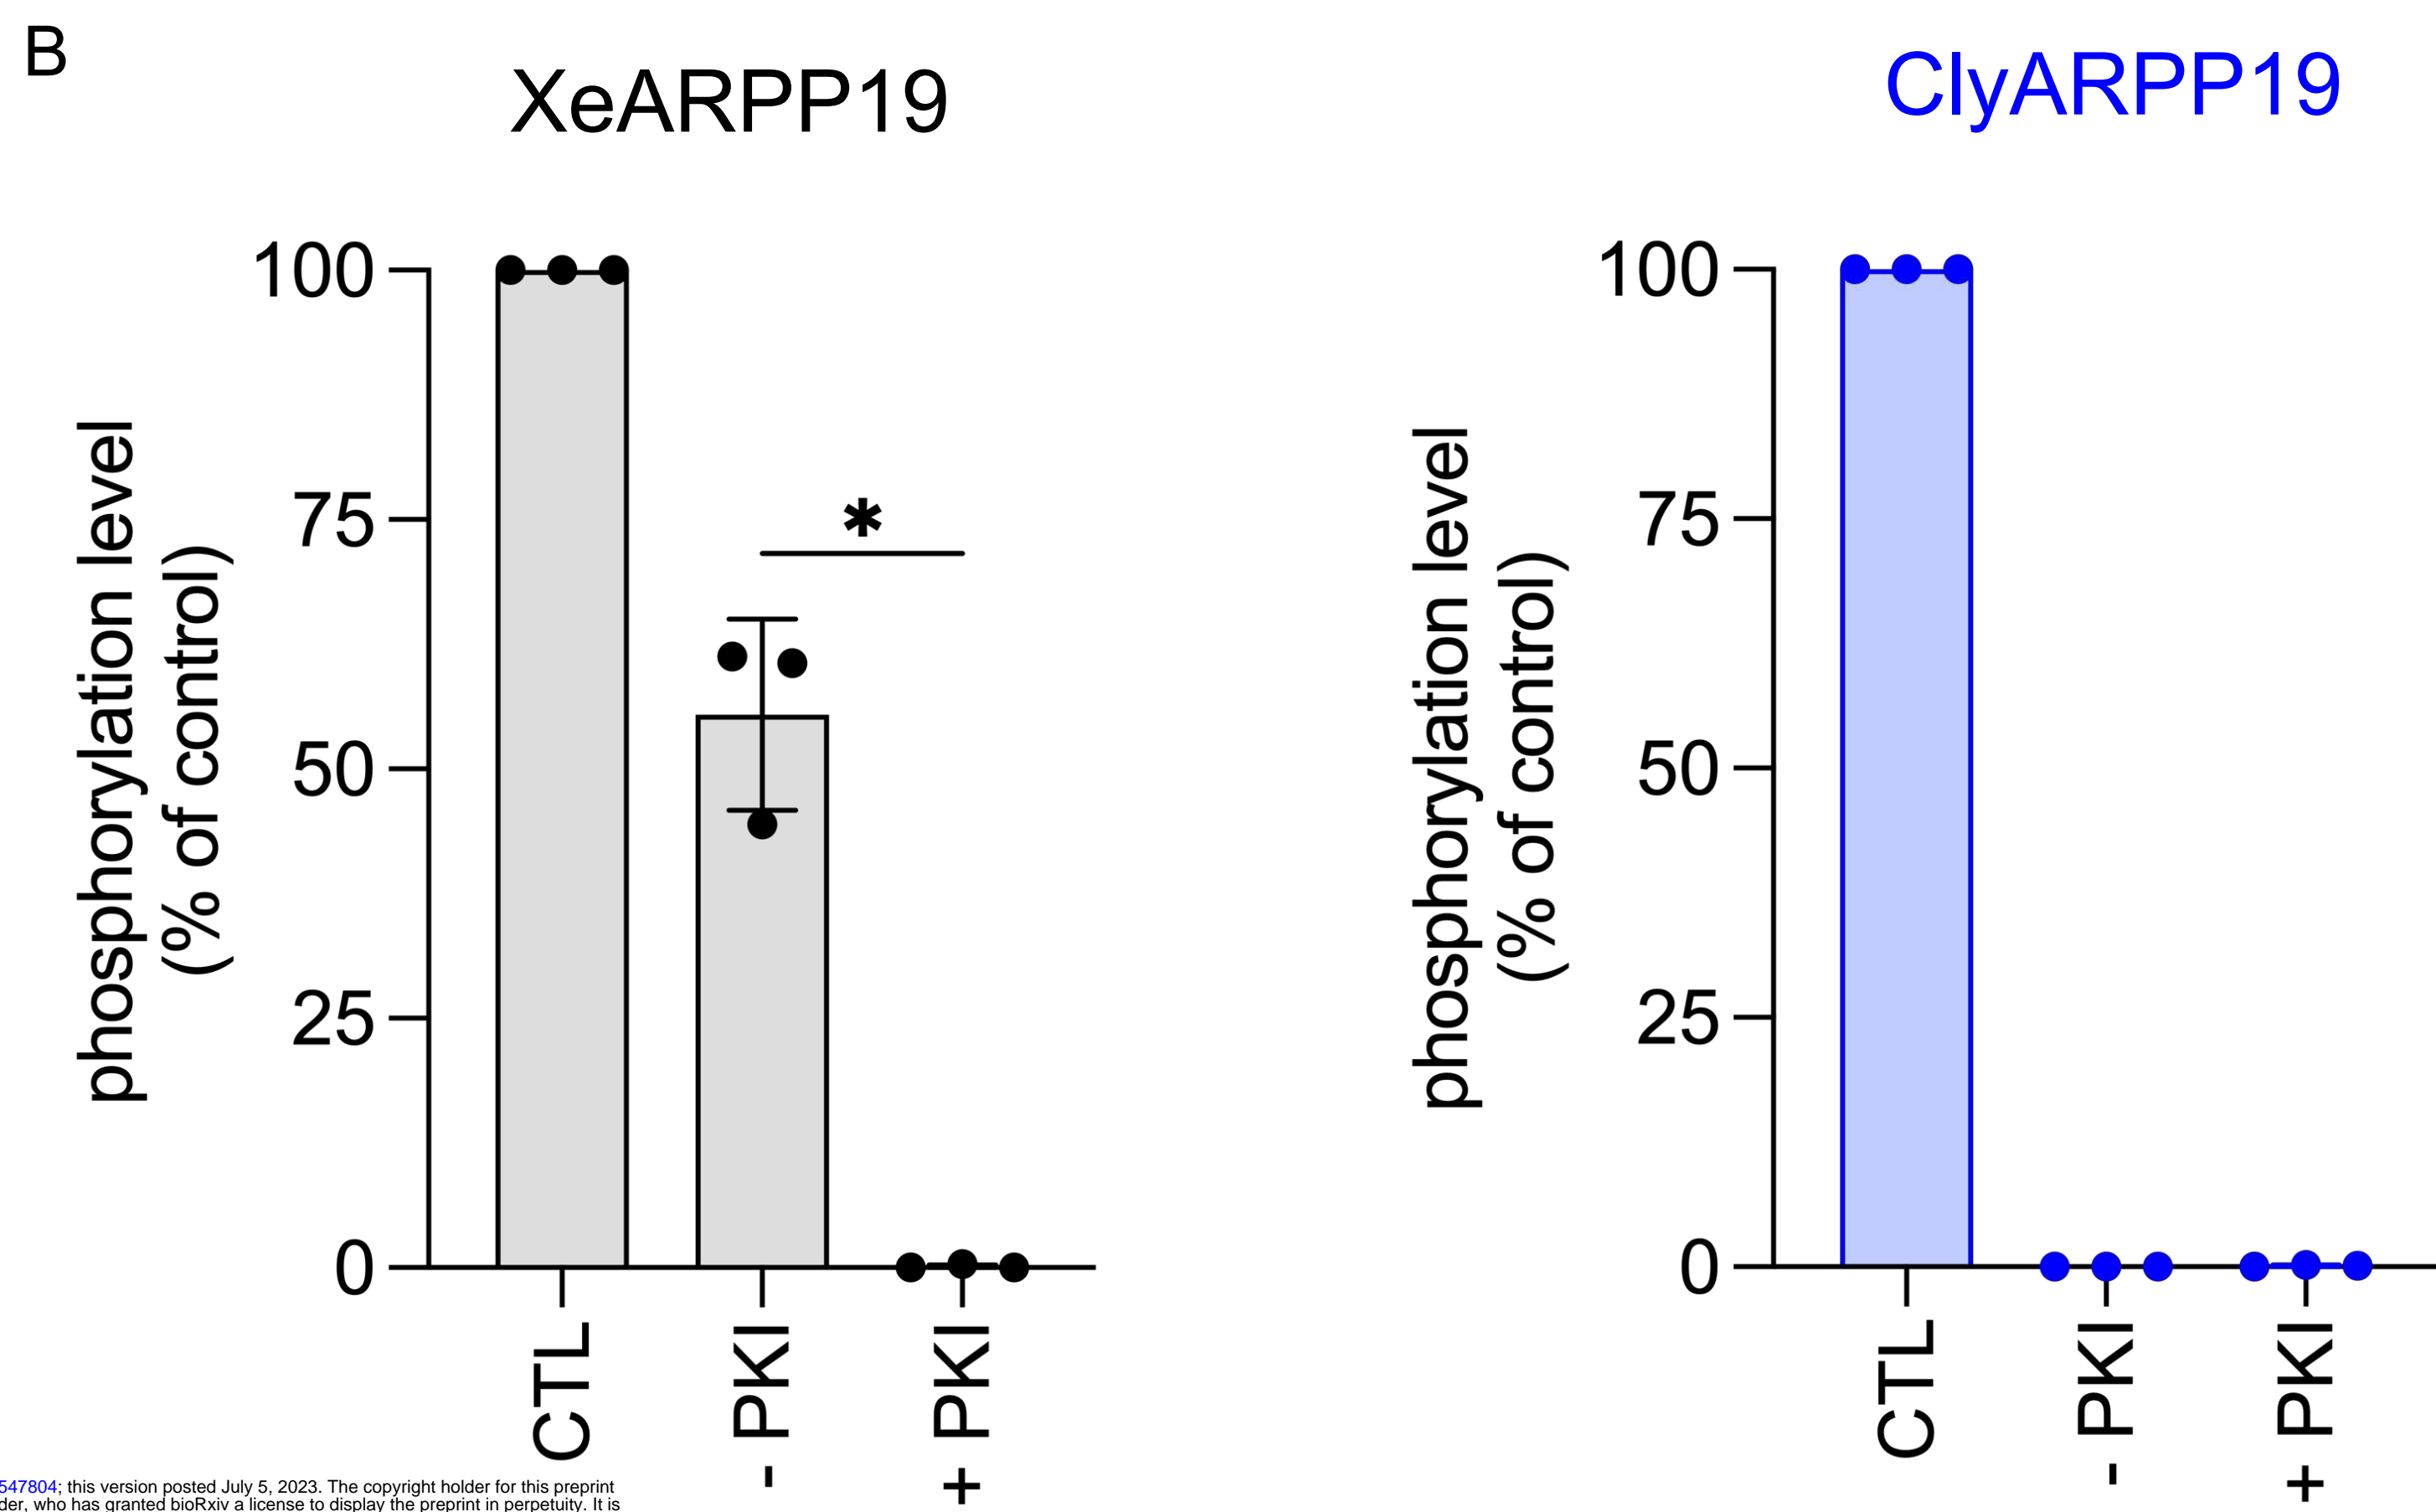 B
XeARPP19
ClyARPP19
phosphorylation level
(% of control)
100
75
50
25
0
*
CTL
- PKI
+ PKI
phosphorylation level
(% of control)
100
75
50
25
0
CTL
- PKI
+ PKI
547804; this version posted July 5, 2023. The copyright holder for this preprint
der, who has granted bioRxiv a license to display the preprint in perpetuity. It is